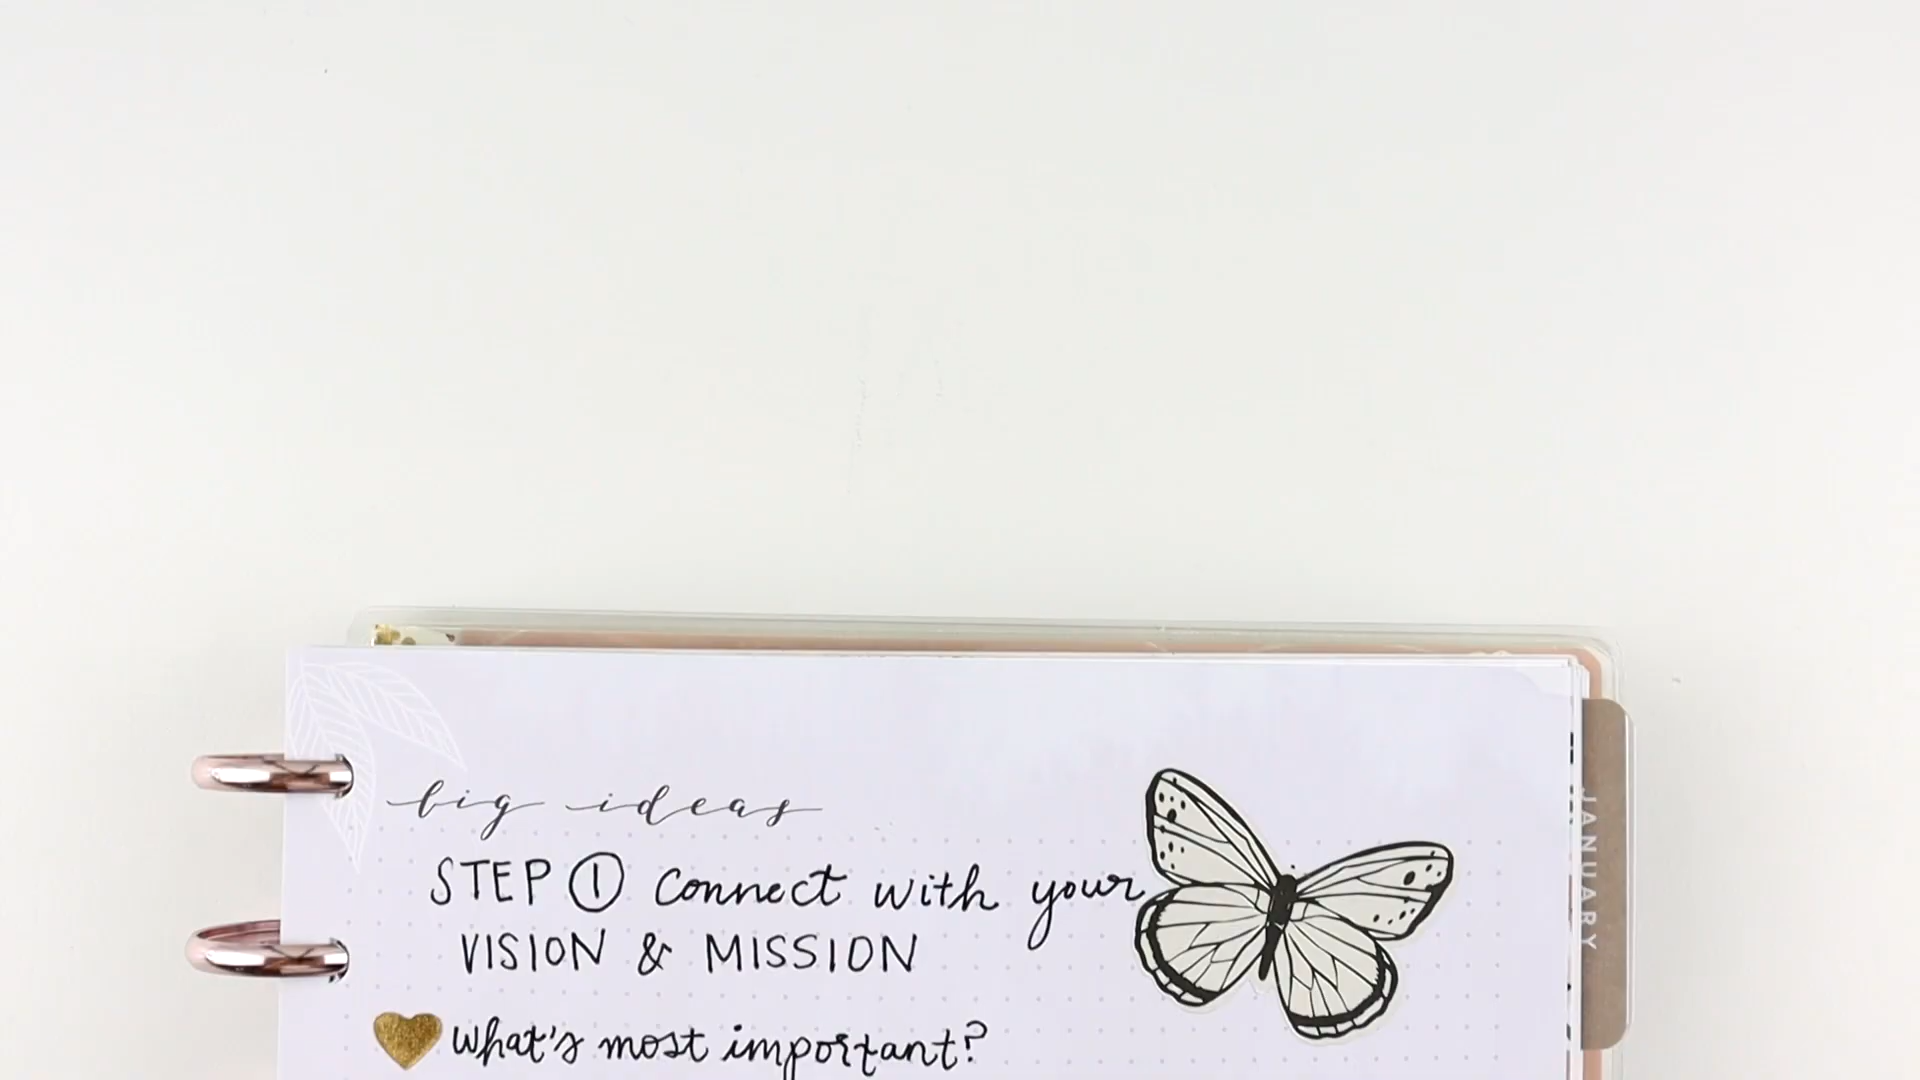 big ideas
STEP 1 connect with your
VISION & MISSION
what's most important?
JANUARY